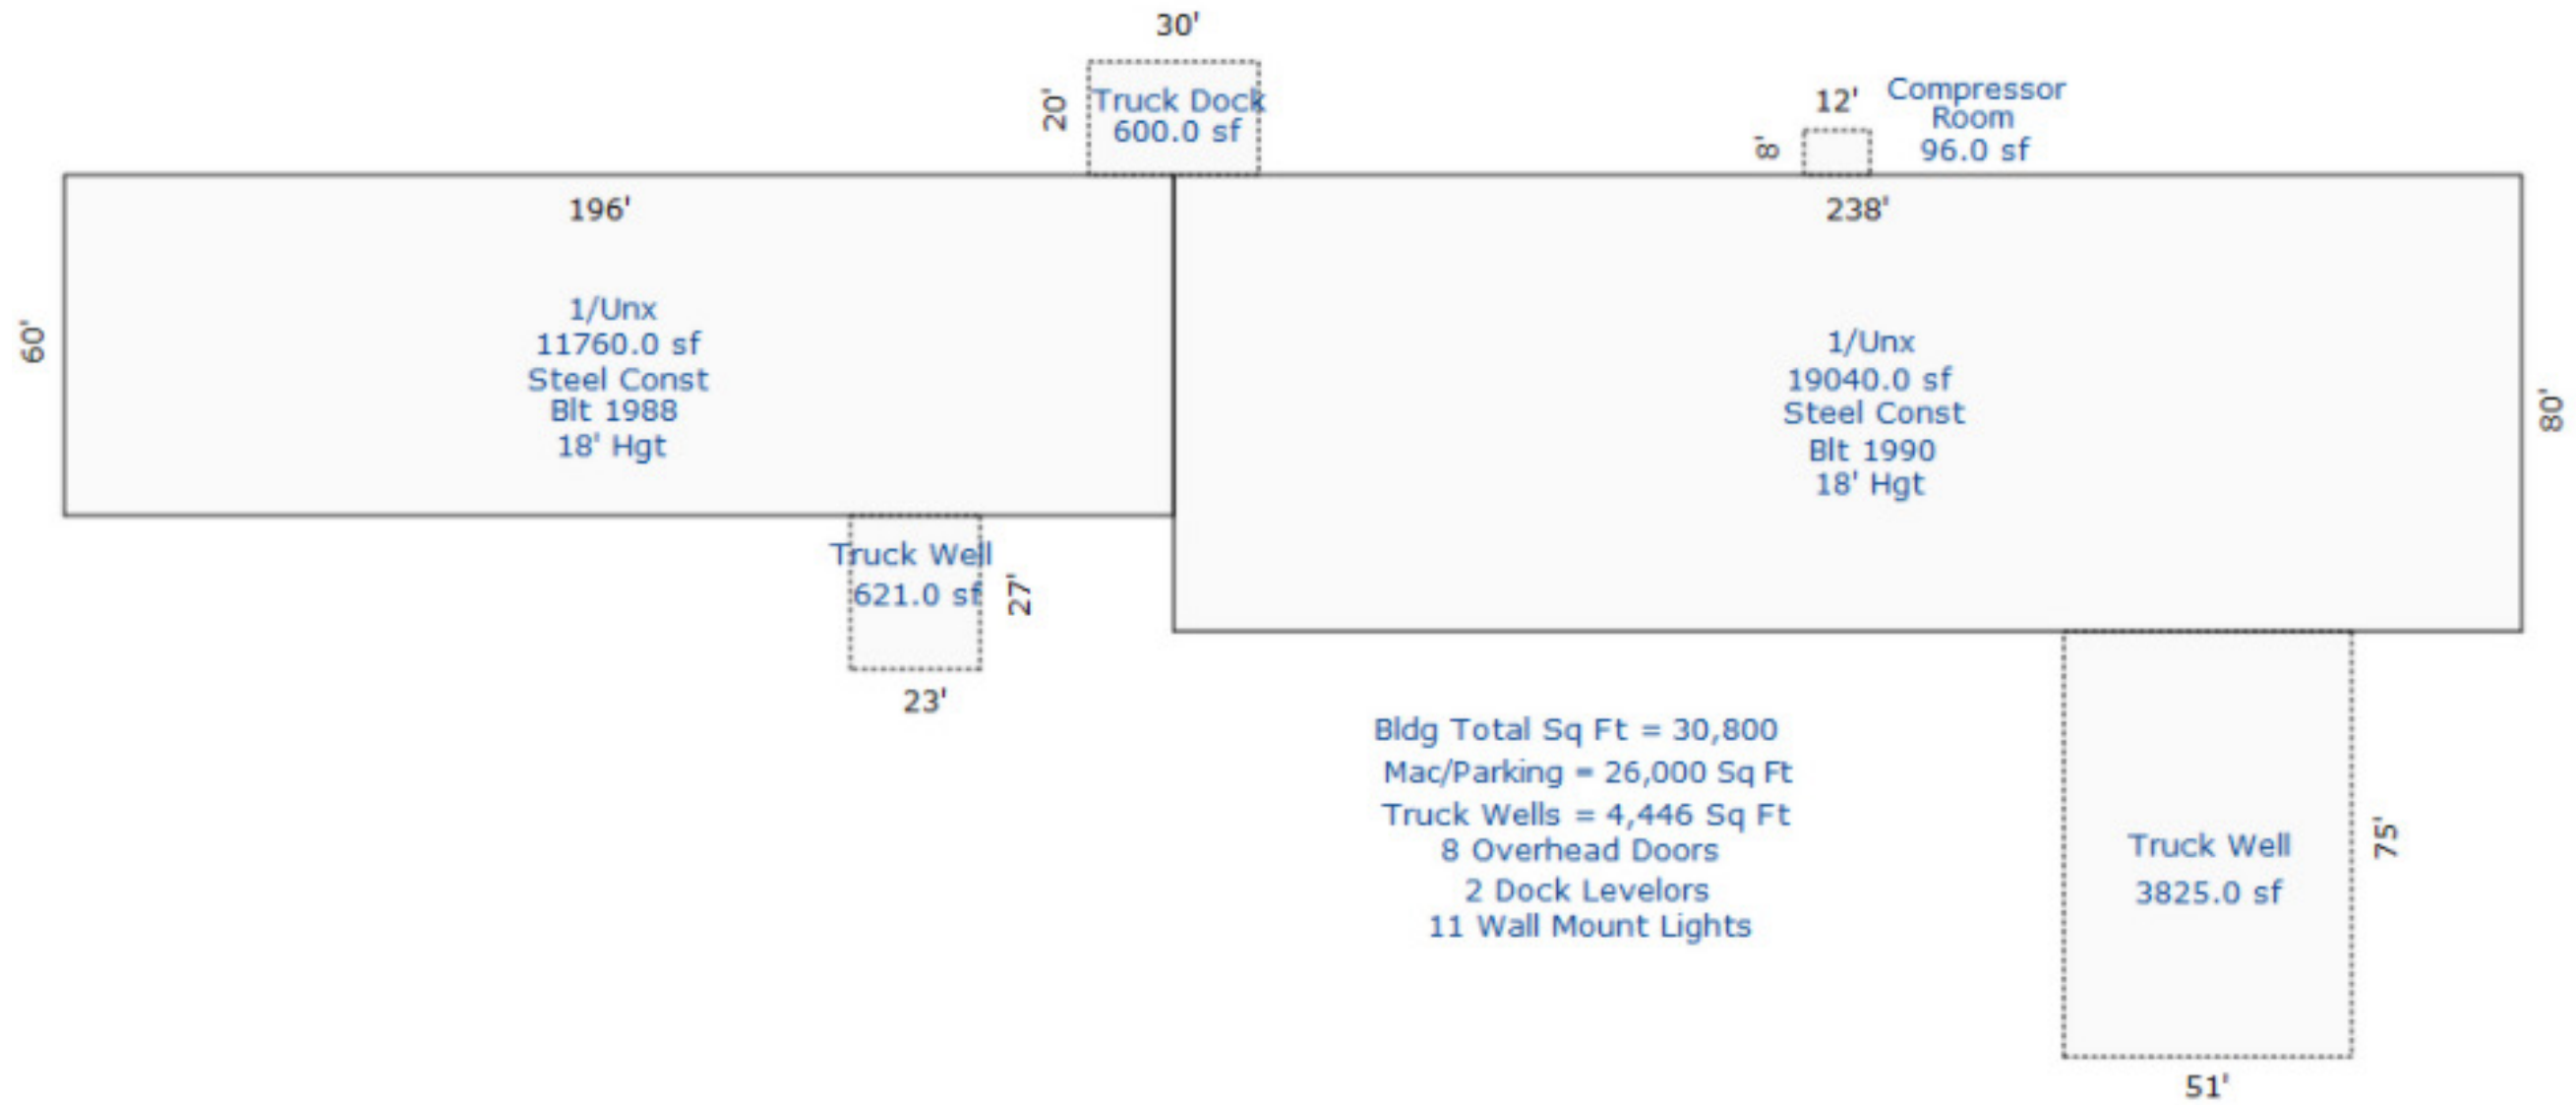 30'
20'
Truck Dock
600.0 sf
12'
8'
Compressor
Room
96.0 sf
196'
60'
1/Unx
11760.0 sf
Steel Const
Blt 1988
18' Hgt
238'
1/Unx
19040.0 sf
Steel Const
Blt 1990
18' Hgt
80'
Truck Well
621.0 sf
27'
23'
Bldg Total Sq Ft = 30,800
Mac/Parking = 26,000 Sq Ft
Truck Wells = 4,446 Sq Ft
8 Overhead Doors
2 Dock Levelors
11 Wall Mount Lights
Truck Well
3825.0 sf
75'
51'